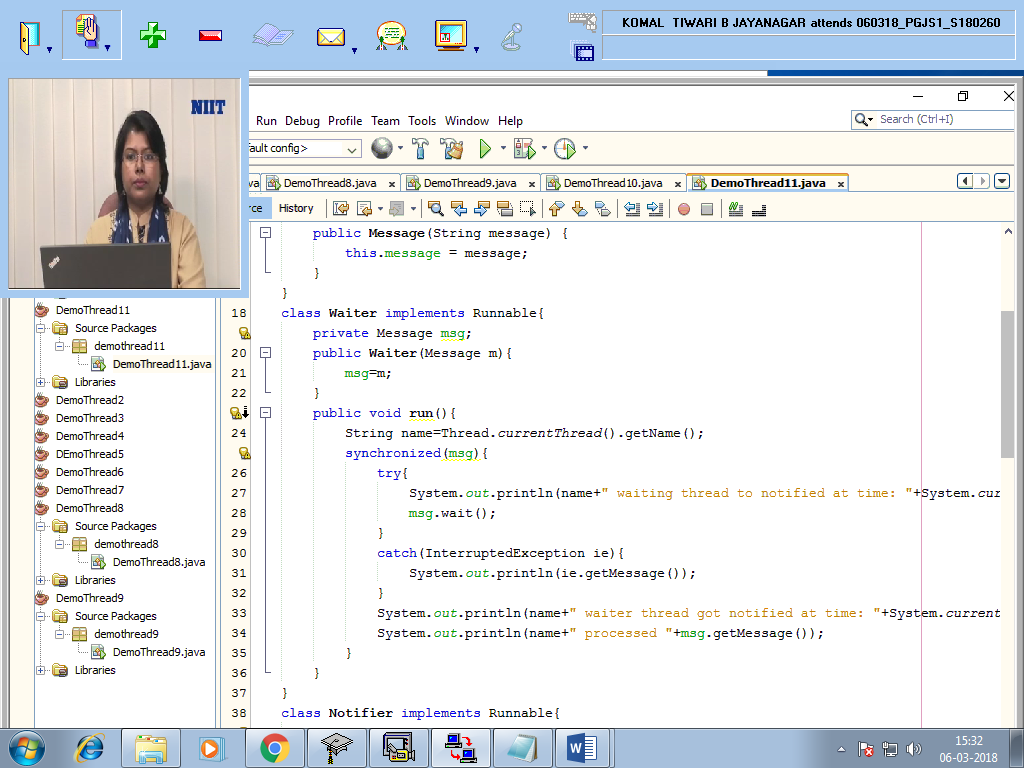 KOMAL TIWARI B JAYANAGAR attends 060318_PGJS1_S180260
NIIT
Run Debug Profile Team Tools Window Help
Search (Ctrl+I)
fault config>
DemoThread8.java x DemoThread9.java x DemoThread10.java x DemoThread11.java x
History
public Message(String message) {
this.message = message;
}
}
18 class Waiter implements Runnable{
private Message msg;
20 public Waiter(Message m){
21 msg=m;
22 }
public void run(){
24 String name=Thread.currentThread().getName();
synchronized(msg){
26 try{
27 System.out.println(name+" waiting thread to notified at time: "+System.cur
28 msg.wait();
29 }
30 catch(InterruptedException ie){
31 System.out.println(ie.getMessage());
32 }
33 System.out.println(name+" waiter thread got notified at time: "+System.current
34 System.out.println(name+" processed "+msg.getMessage());
35 }
36 }
37 }
38 class Notifier implements Runnable{
DemoThread11
Source Packages
demothread11
DemoThread11.java
Libraries
DemoThread2
DemoThread3
DemoThread4
DEmoThread5
DemoThread6
DemoThread7
DemoThread8
Source Packages
demothread8
DemoThread8.java
Libraries
DemoThread9
Source Packages
demothread9
DemoThread9.java
Libraries
15:32
06-03-2018